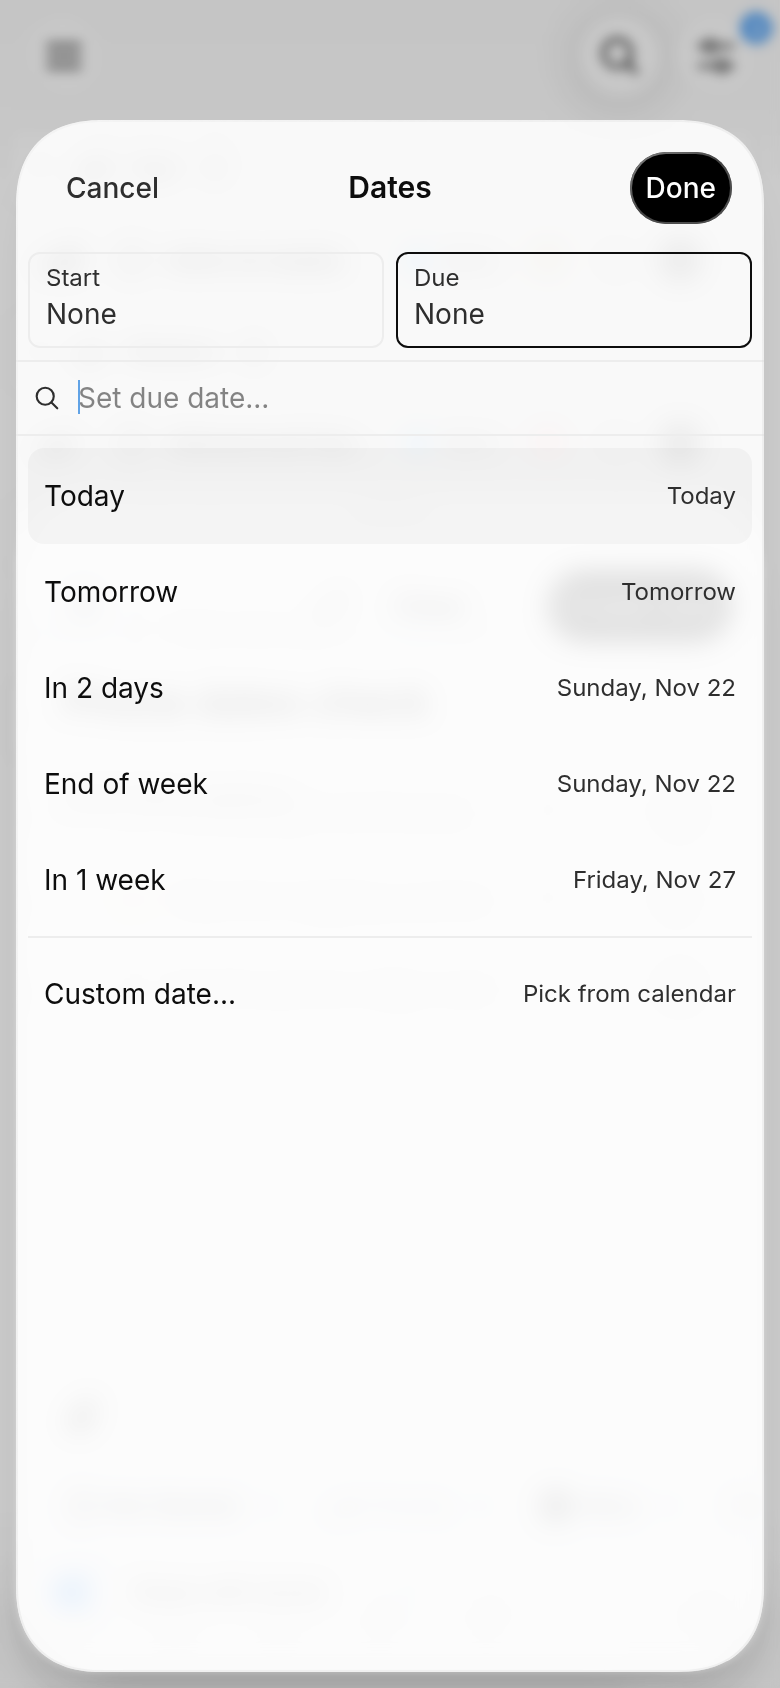 Cancel Dates Done
Start
None
Due
None
Set due date...
Today Today
Tomorrow Tomorrow
In 2 days Sunday, Nov 22
End of week Sunday, Nov 22
In 1 week Friday, Nov 27
Custom date... Pick from calendar